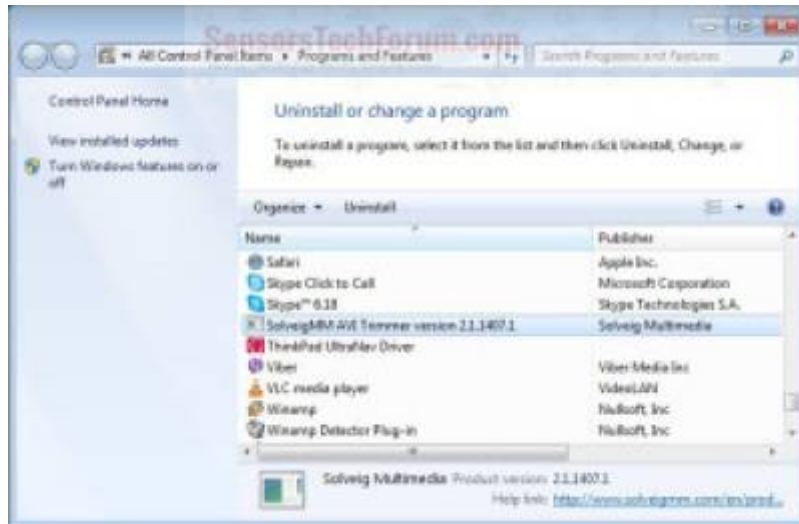 SensorsTechForum.com
All Control Panel Items ▸ Programs and Features
Search Programs and Features
Control Panel Home
View installed updates
Turn Windows features on or
off
Uninstall or change a program
To uninstall a program, select it from the list and then click Uninstall, Change, or
Repair.
Organize Uninstall
Name Publisher
Safari Apple Inc.
Skype Click to Call Microsoft Corporation
Skype™ 6.18 Skype Technologies S.A.
SolveigMM AVI Trimmer version 2.1.1407.1 Solveig Multimedia
ThinkPad UltraNav Driver
Viber Viber Media Inc
VLC media player VideoLAN
Winamp Nullsoft, Inc
Winamp Detector Plug-in Nullsoft, Inc
Solveig Multimedia Product version: 2.1.1407.1
Help link: http://www.solveigmm.com/en/prod...